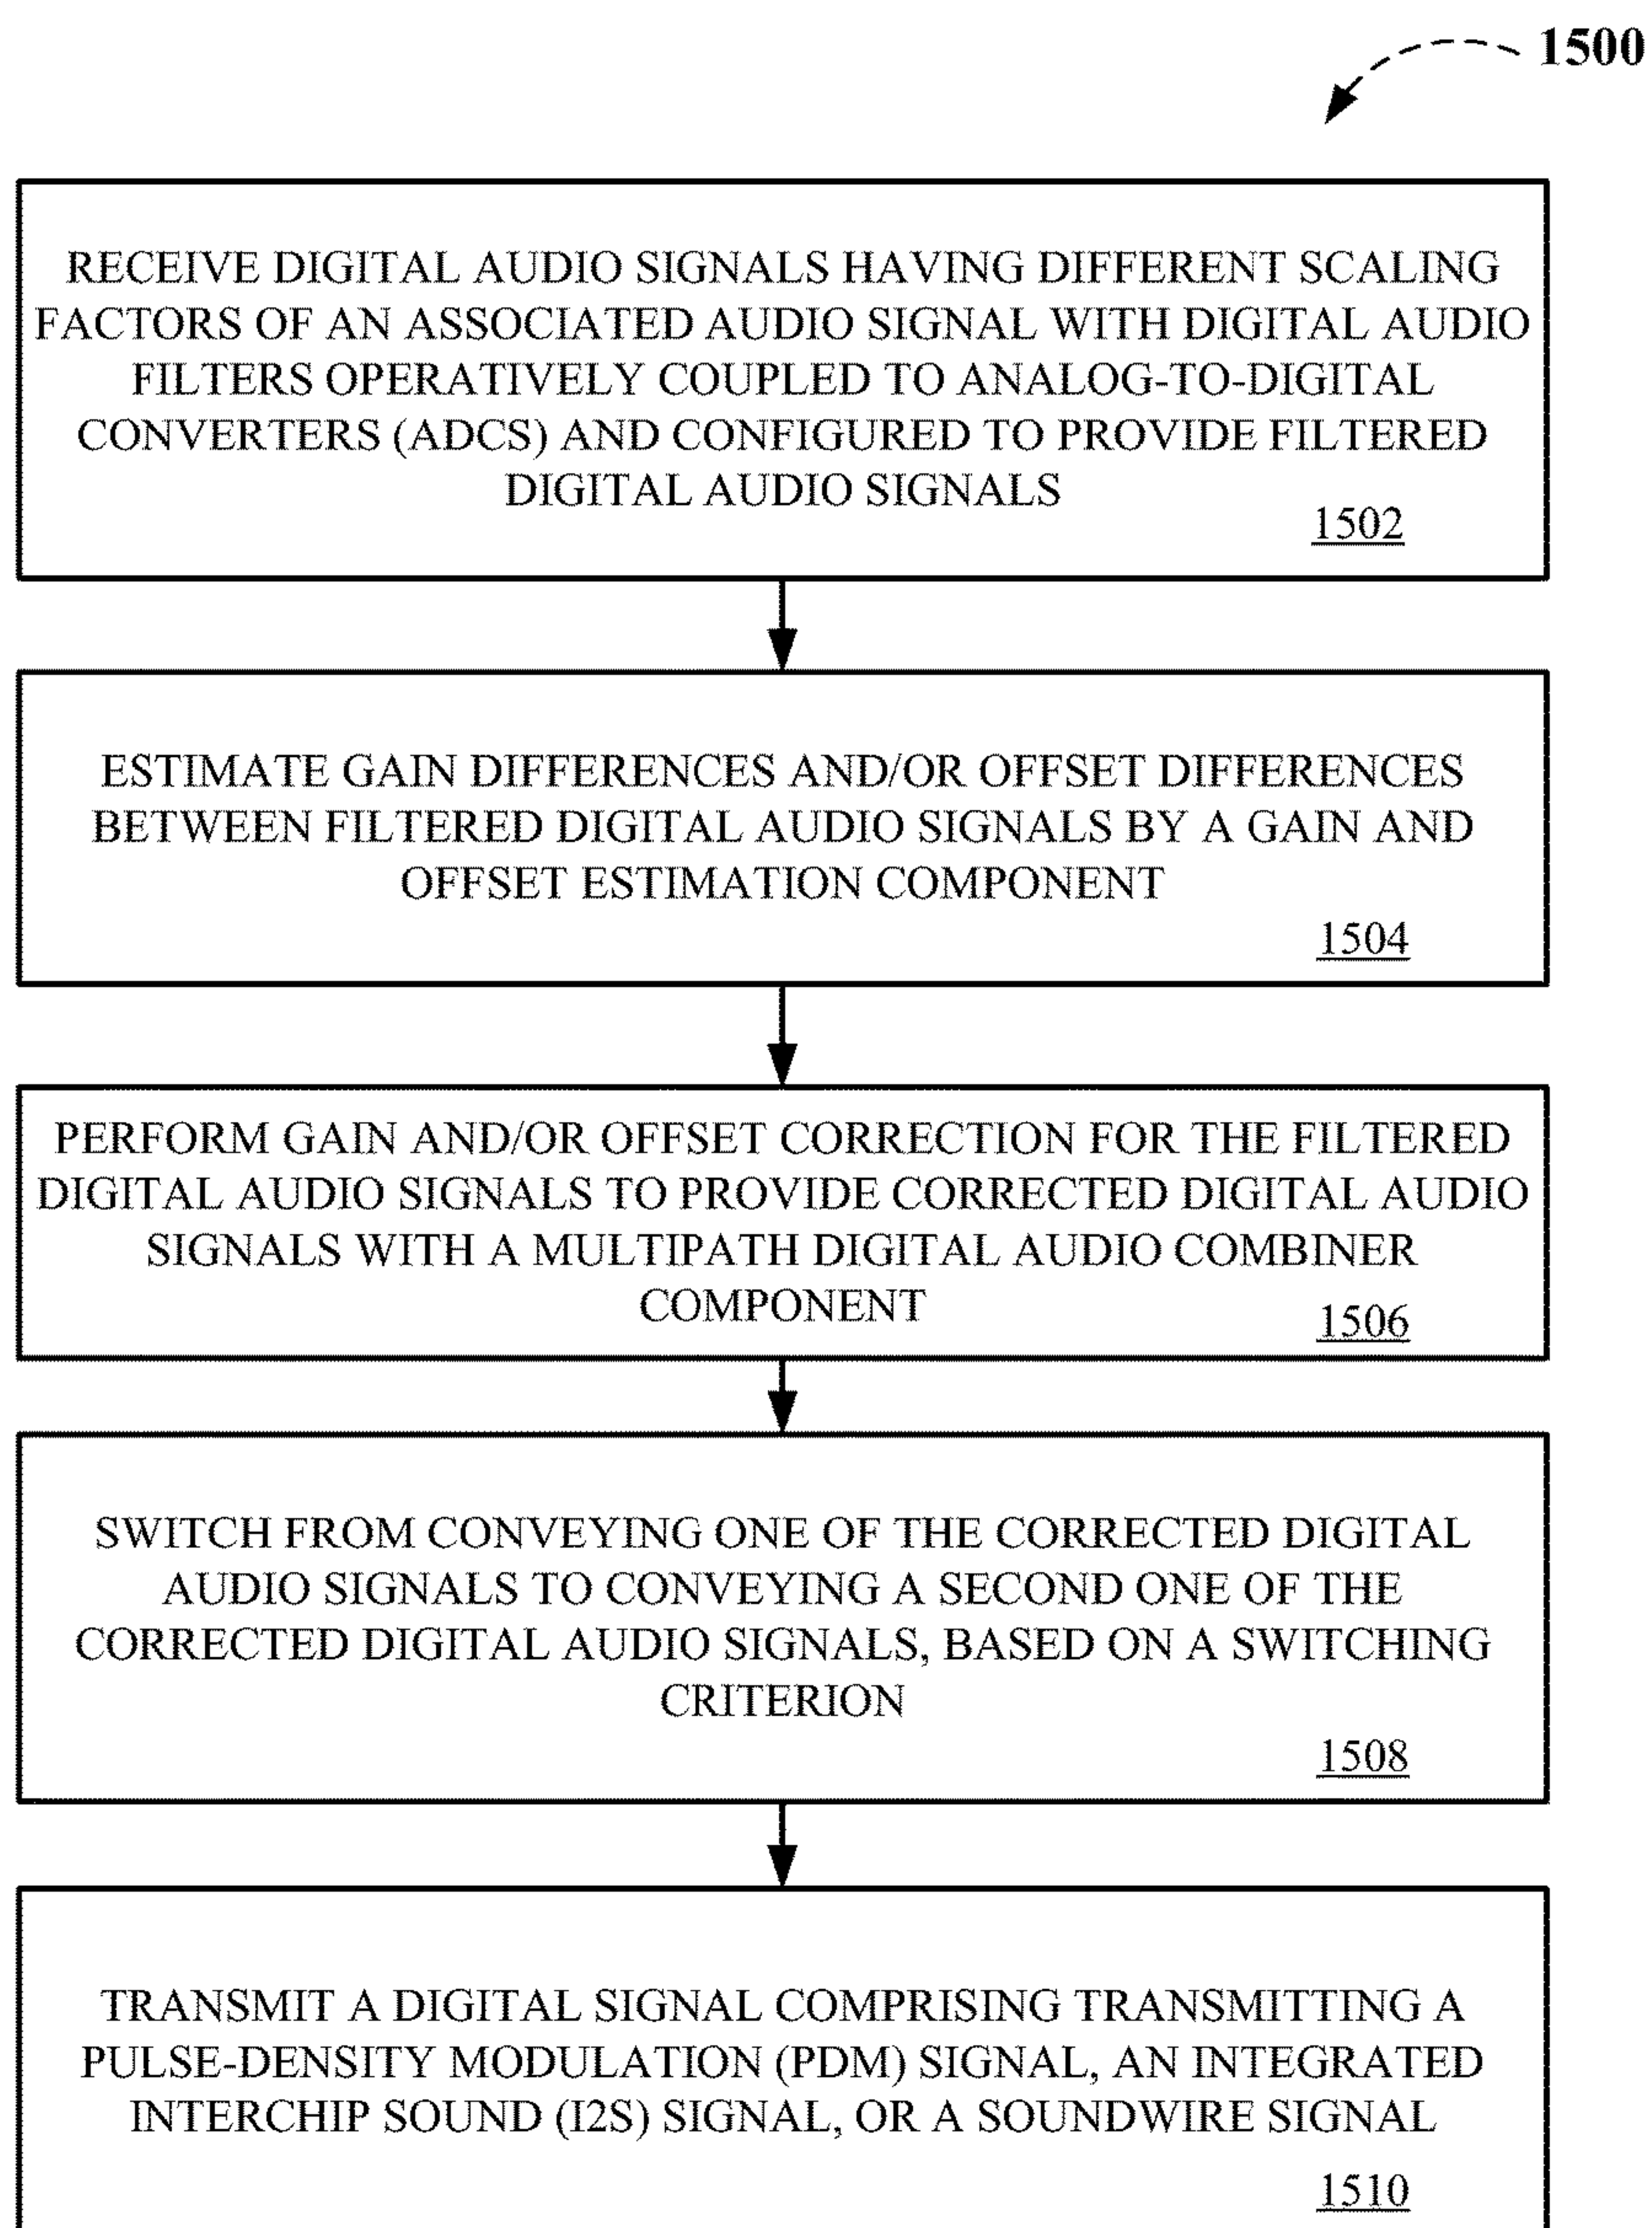 1500
RECEIVE DIGITAL AUDIO SIGNALS HAVING DIFFERENT SCALING
FACTORS OF AN ASSOCIATED AUDIO SIGNAL WITH DIGITAL AUDIO
FILTERS OPERATIVELY COUPLED TO ANALOG-TO-DIGITAL
CONVERTERS (ADCS) AND CONFIGURED TO PROVIDE FILTERED
DIGITAL AUDIO SIGNALS
1502
ESTIMATE GAIN DIFFERENCES AND/OR OFFSET DIFFERENCES
BETWEEN FILTERED DIGITAL AUDIO SIGNALS BY A GAIN AND
OFFSET ESTIMATION COMPONENT
1504
PERFORM GAIN AND/OR OFFSET CORRECTION FOR THE FILTERED
DIGITAL AUDIO SIGNALS TO PROVIDE CORRECTED DIGITAL AUDIO
SIGNALS WITH A MULTIPATH DIGITAL AUDIO COMBINER
COMPONENT
1506
SWITCH FROM CONVEYING ONE OF THE CORRECTED DIGITAL
AUDIO SIGNALS TO CONVEYING A SECOND ONE OF THE
CORRECTED DIGITAL AUDIO SIGNALS, BASED ON A SWITCHING
CRITERION
1508
TRANSMIT A DIGITAL SIGNAL COMPRISING TRANSMITTING A
PULSE-DENSITY MODULATION (PDM) SIGNAL, AN INTEGRATED
INTERCHIP SOUND (I2S) SIGNAL, OR A SOUNDWIRE SIGNAL
1510